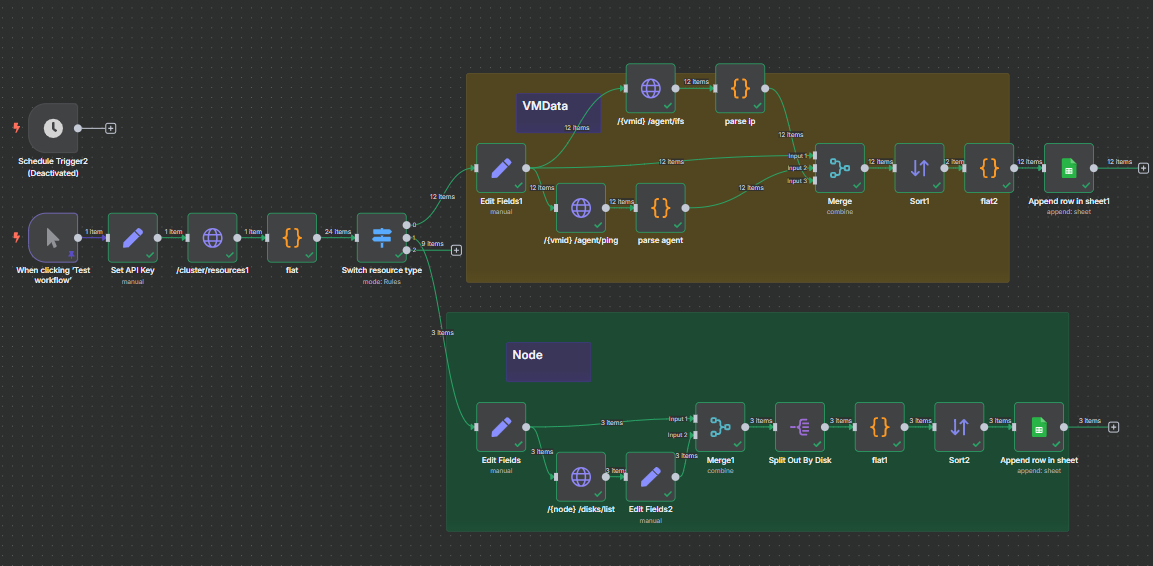 VMData
12 Items
/{vmid} /agent/ifs
parse ip
12 Items
12 Items
Schedule Trigger2
(Deactivated)
12 Items
Input 1
Input 2
Input 3
12 Items
12 Items
12 Items
12 Items
Edit Fields1
manual
12 Items
12 Items
12 Items
/{vmid} /agent/ping
parse agent
Merge
combine
Sort1
flat2
Append row in sheet1
append: sheet
1 Item
1 Item
1 Item
24 Items
0
1
2
9 Items
When clicking ‘Test
workflow’
Set API Key
manual
/cluster/resources1
flat
Switch resource type
mode: Rules
3 Items
Node
3 Items
Input 1
Input 2
3 Items
3 Items
3 Items
3 Items
3 Items
Edit Fields
manual
3 Items
3 Items
3 Items
Merge1
combine
Split Out By Disk
flat1
Sort2
Append row in sheet
append: sheet
/{node} /disks/list
Edit Fields2
manual